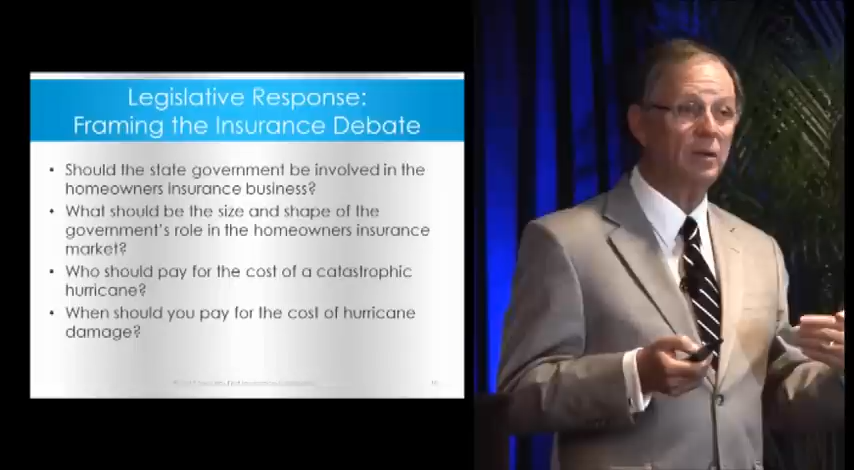 Legislative Response:
Framing the Insurance Debate
• Should the state government be involved in the
homeowners insurance business?
• What should be the size and shape of the
government's role in the homeowners insurance
market?
• Who should pay for the cost of a catastrophic
hurricane?
• When should you pay for the cost of hurricane
damage?